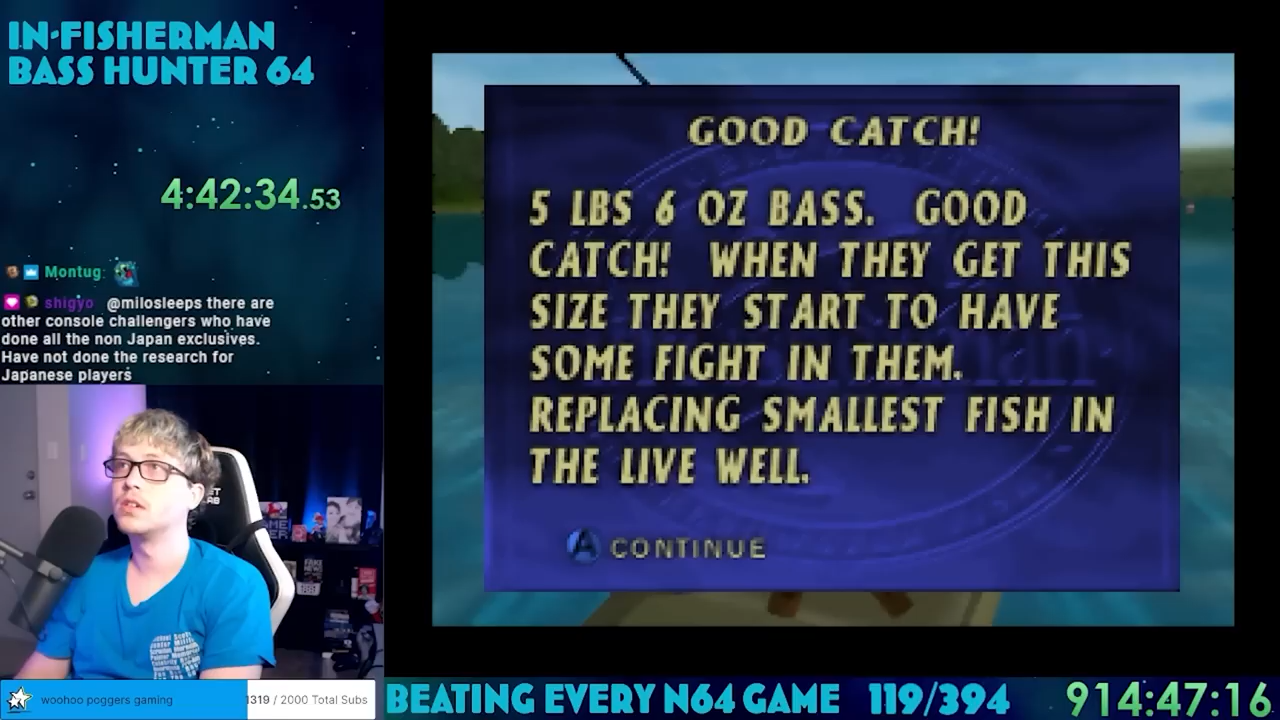 IN-FISHERMAN
BASS HUNTER 64
4:42:34.53
Montug:
shigyo @milosleeps there are
other console challengers who have
done all the non Japan exclusives.
Have not done the research for
Japanese players
GOOD CATCH!
5 LBS 6 OZ BASS. GOOD
CATCH! WHEN THEY GET THIS
SIZE THEY START TO HAVE
SOME FIGHT IN THEM.
REPLACING SMALLEST FISH IN
THE LIVE WELL.
A CONTINUE
woohoo poggers gaming
1319 / 2000 Total Subs
BEATING EVERY N64 GAME 119/394 914:47:16